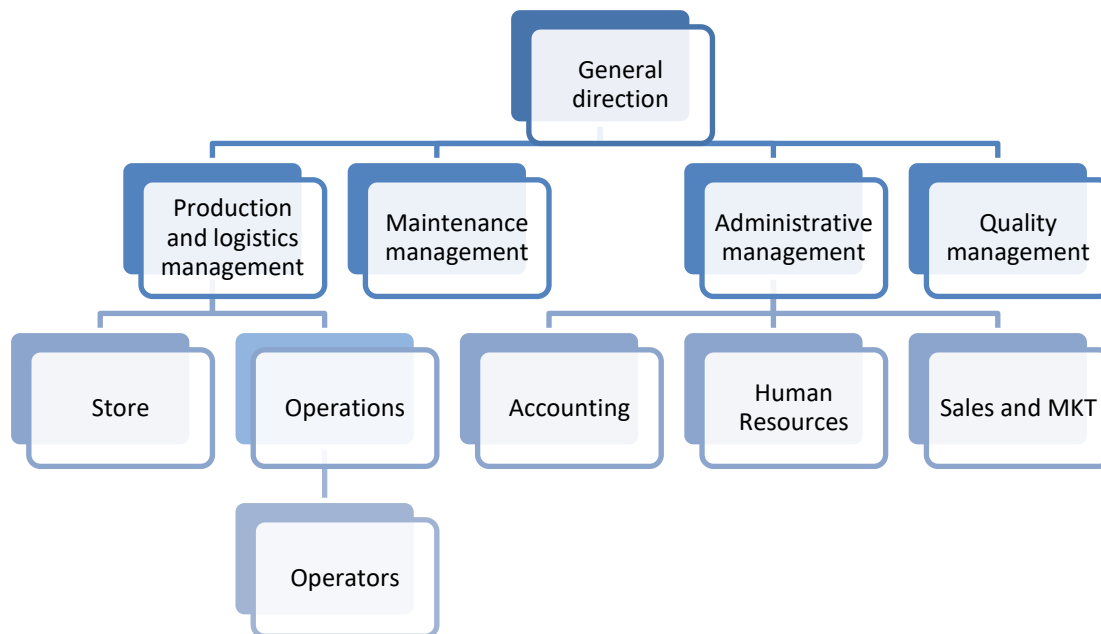 General
direction
Production
and logistics
management
Maintenance
management
Administrative
management
Quality
management
Store
Operations
Accounting
Human
Resources
Sales and MKT
Operators